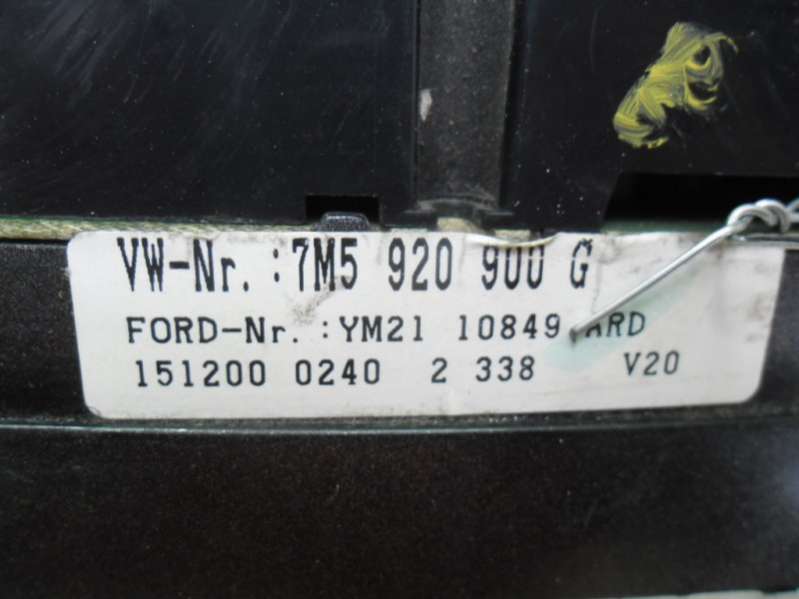 VW-Nr. :7M5 920 900 G
FORD-Nr. :YM21 10849 ARD
151200 0240 2 338 V20